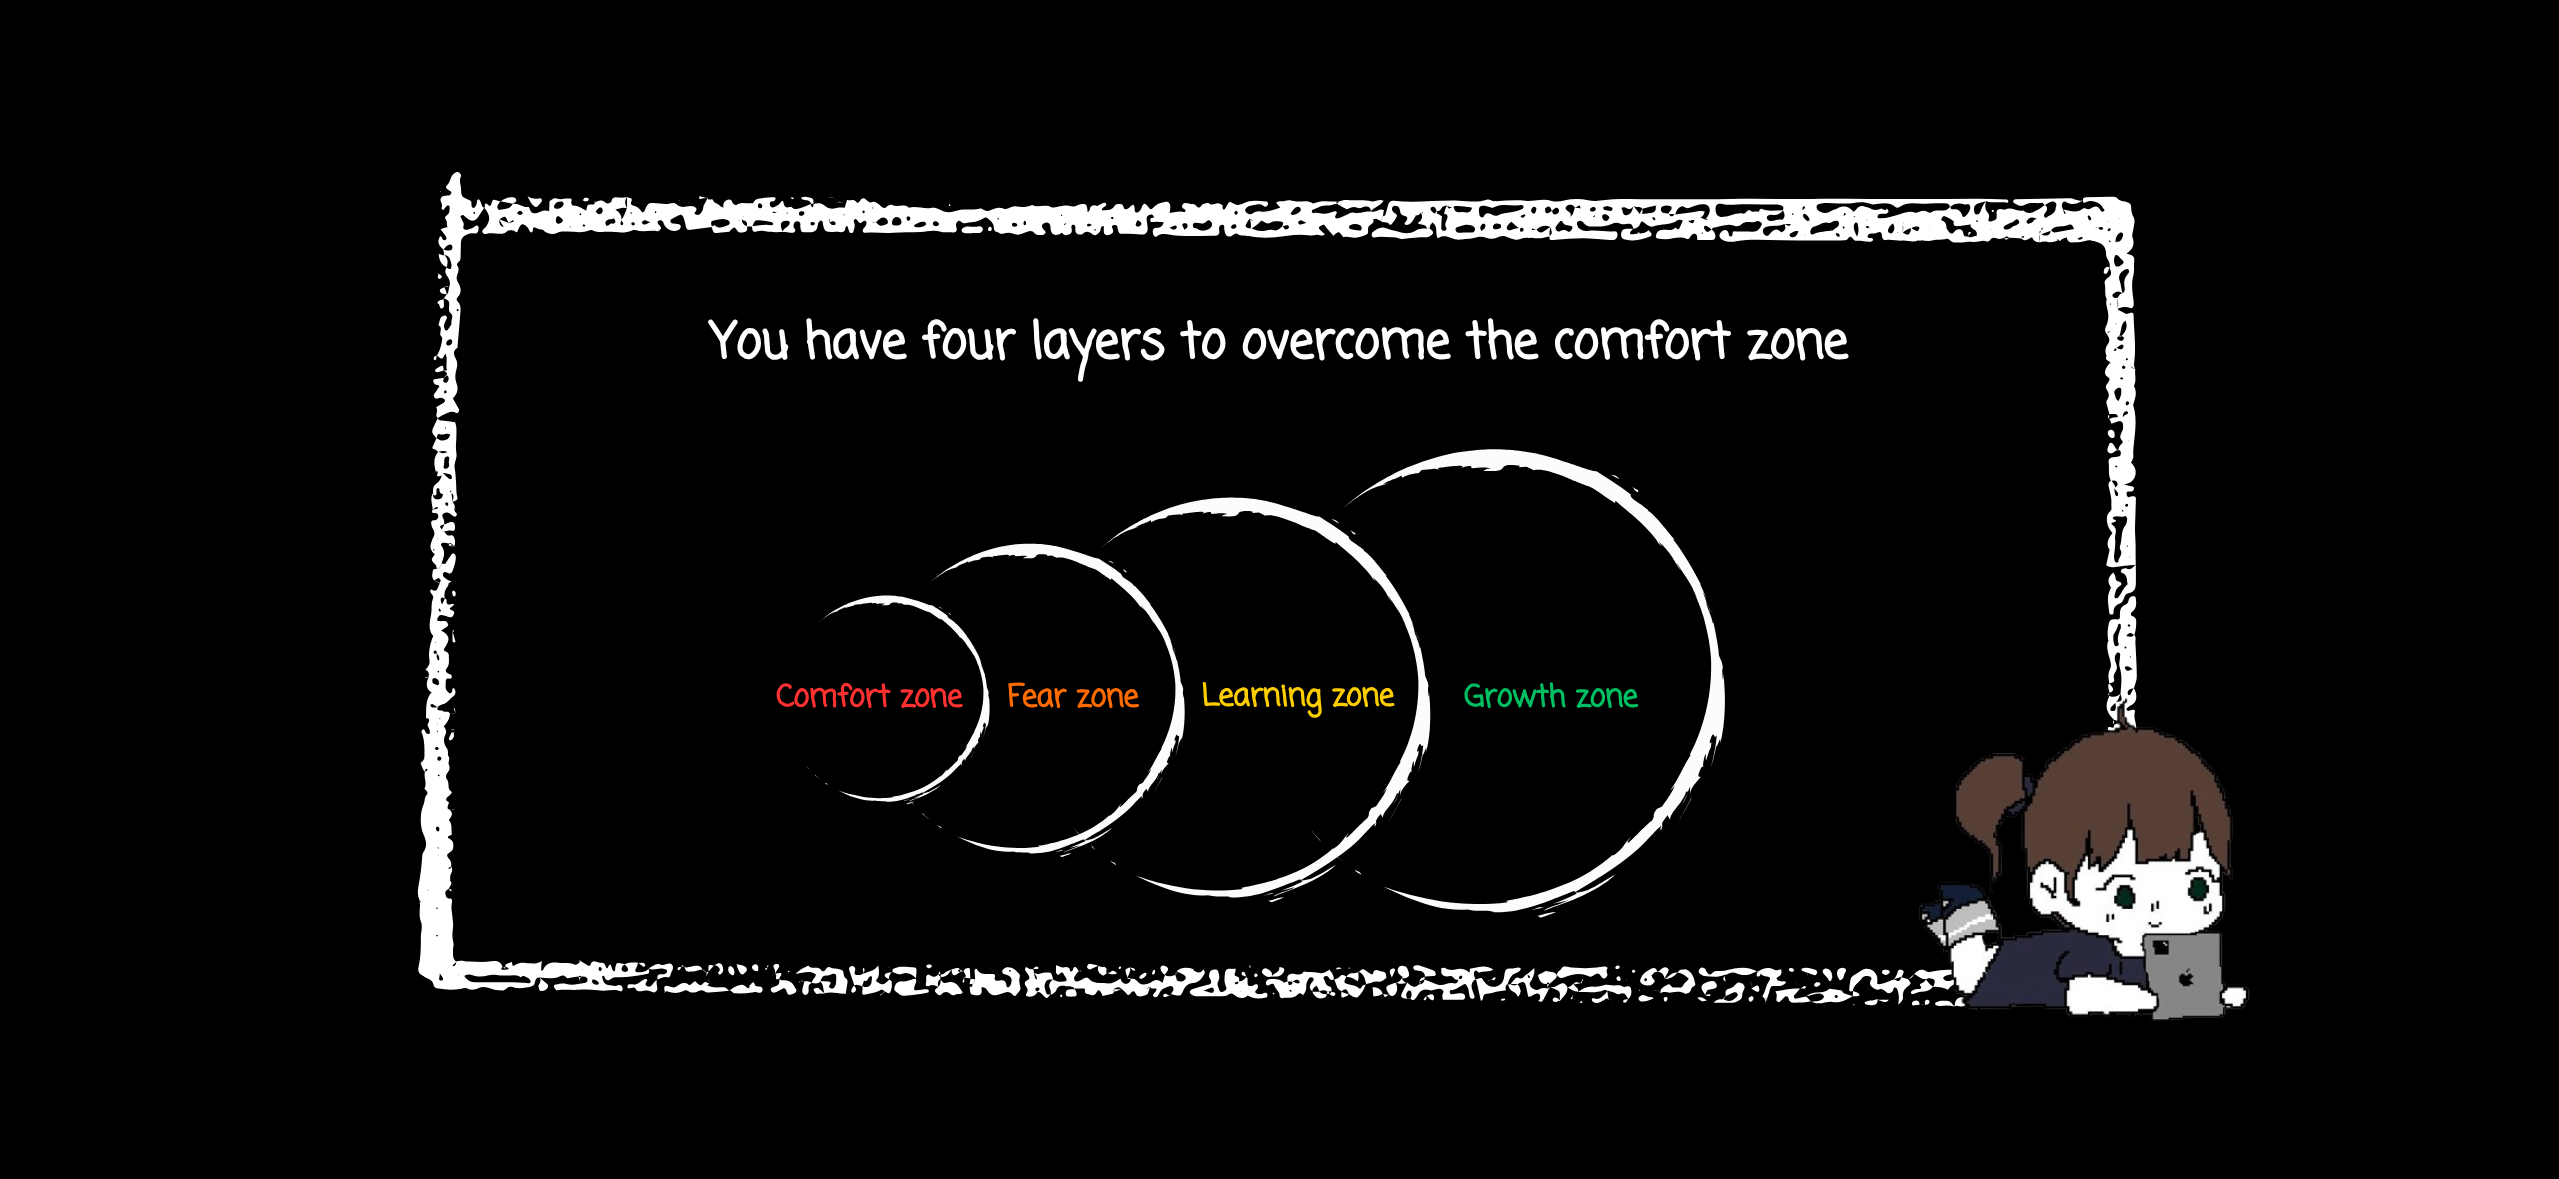 You have four layers to overcome the comfort zone
Comfort zone
Fear zone
Learning zone
Growth zone